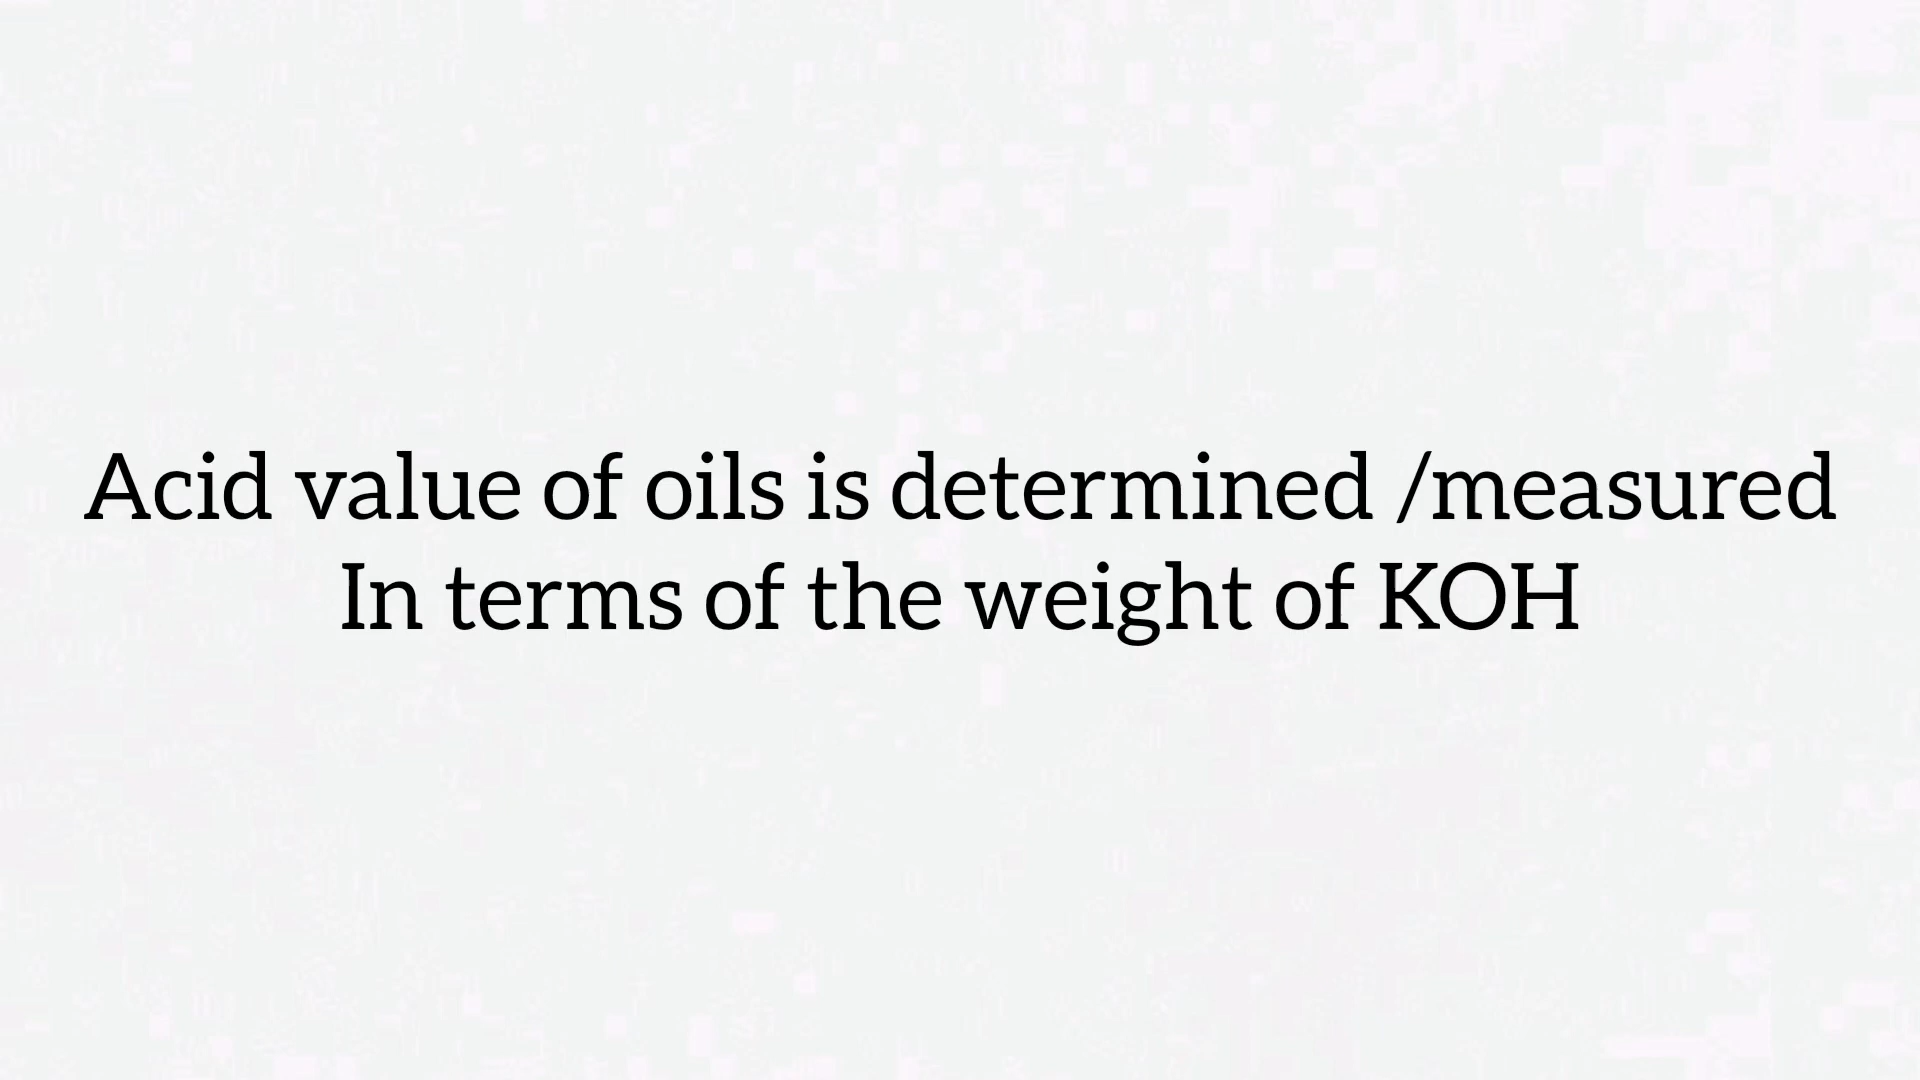 Acid value of oils is determined /measured
In terms of the weight of KOH